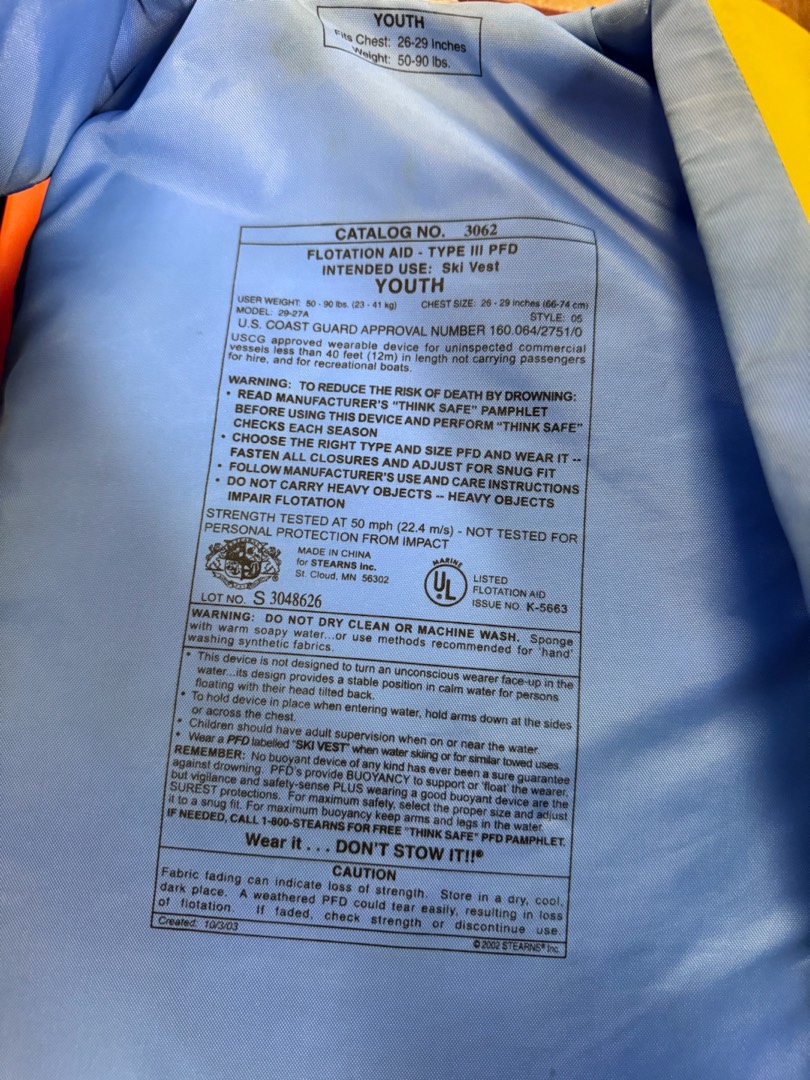 YOUTH
Fits Chest: 26-29 Inches
Weight: 50-90 lbs.
CATALOG NO. 3062
FLOTATION AID - TYPE III PFD
INTENDED USE: Ski Vest
YOUTH
USER WEIGHT: 50 - 90 lbs. (23 - 41 kg) CHEST SIZE: 26 - 29 inches (66-74 cm)
MODEL: 29-27A STYLE: 05
U.S. COAST GUARD APPROVAL NUMBER 160.064/2751/0
USCG approved wearable device for uninspected commercial
vessels less than 40 feet (12m) in length not carrying passengers
for hire, and for recreational boats.
WARNING: TO REDUCE THE RISK OF DEATH BY DROWNING:
• READ MANUFACTURER'S "THINK SAFE" PAMPHLET
BEFORE USING THIS DEVICE AND PERFORM "THINK SAFE"
CHECKS EACH SEASON
• CHOOSE THE RIGHT TYPE AND SIZE PFD AND WEAR IT --
FASTEN ALL CLOSURES AND ADJUST FOR SNUG FIT
• FOLLOW MANUFACTURER'S USE AND CARE INSTRUCTIONS
• DO NOT CARRY HEAVY OBJECTS -- HEAVY OBJECTS
IMPAIR FLOTATION
STRENGTH TESTED AT 50 mph (22.4 m/s) - NOT TESTED FOR
PERSONAL PROTECTION FROM IMPACT
MADE IN CHINA
for STEARNS Inc.
St. Cloud, MN 56302
MARINE
UL
LISTED
FLOTATION AID
ISSUE NO. K-5663
LOT NO. S 3048626
WARNING: DO NOT DRY CLEAN OR MACHINE WASH. Sponge
with warm soapy water...or use methods recommended for 'hand'
washing synthetic fabrics.
• This device is not designed to turn an unconscious wearer face-up in the
water...its design provides a stable position in calm water for persons
floating with their head tilted back.
• To hold device in place when entering water, hold arms down at the sides
or across the chest.
• Children should have adult supervision when on or near the water.
• Wear a PFD labelled "SKI VEST" when water skiing or for similar towed uses.
REMEMBER: No buoyant device of any kind has ever been a sure guarantee
against drowning. PFD's provide BUOYANCY to support or 'float' the wearer,
but vigilance and safety-sense PLUS wearing a good buoyant device are the
SUREST protections. For maximum safety, select the proper size and adjust
it to a snug fit. For maximum buoyancy keep arms and legs in the water.
IF NEEDED, CALL 1-800-STEARNS FOR FREE "THINK SAFE" PFD PAMPHLET.
Wear it . . . DON'T STOW IT!!®
CAUTION
Fabric fading can indicate loss of strength. Store in a dry, cool,
dark place. A weathered PFD could tear easily, resulting in loss
of flotation. If faded, check strength or discontinue use.
Created: 10/3/03
© 2002 STEARNS® Inc.